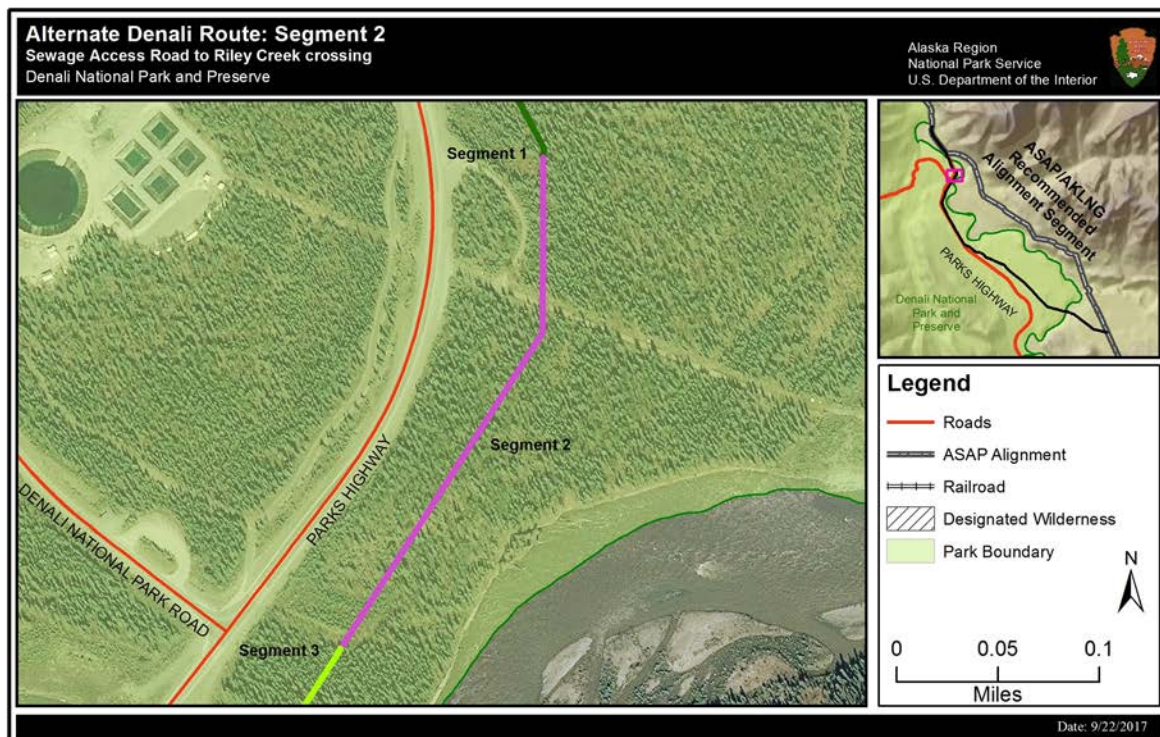 Alternate Denali Route: Segment 2
Sewage Access Road to Riley Creek crossing
Denali National Park and Preserve
Alaska Region
National Park Service
U.S. Department of the Interior
Segment 1
Segment 2
Segment 3
PARKS HIGHWAY
DENALI NATIONAL PARK ROAD
ASAP/AKLNG
Recommended
Alignment Segment
PARKS HIGHWAY
Denali National
Park and
Preserve
Legend
Roads
ASAP Alignment
Railroad
Designated Wilderness
Park Boundary
N
0 0.05 0.1
Miles
Date: 9/22/2017